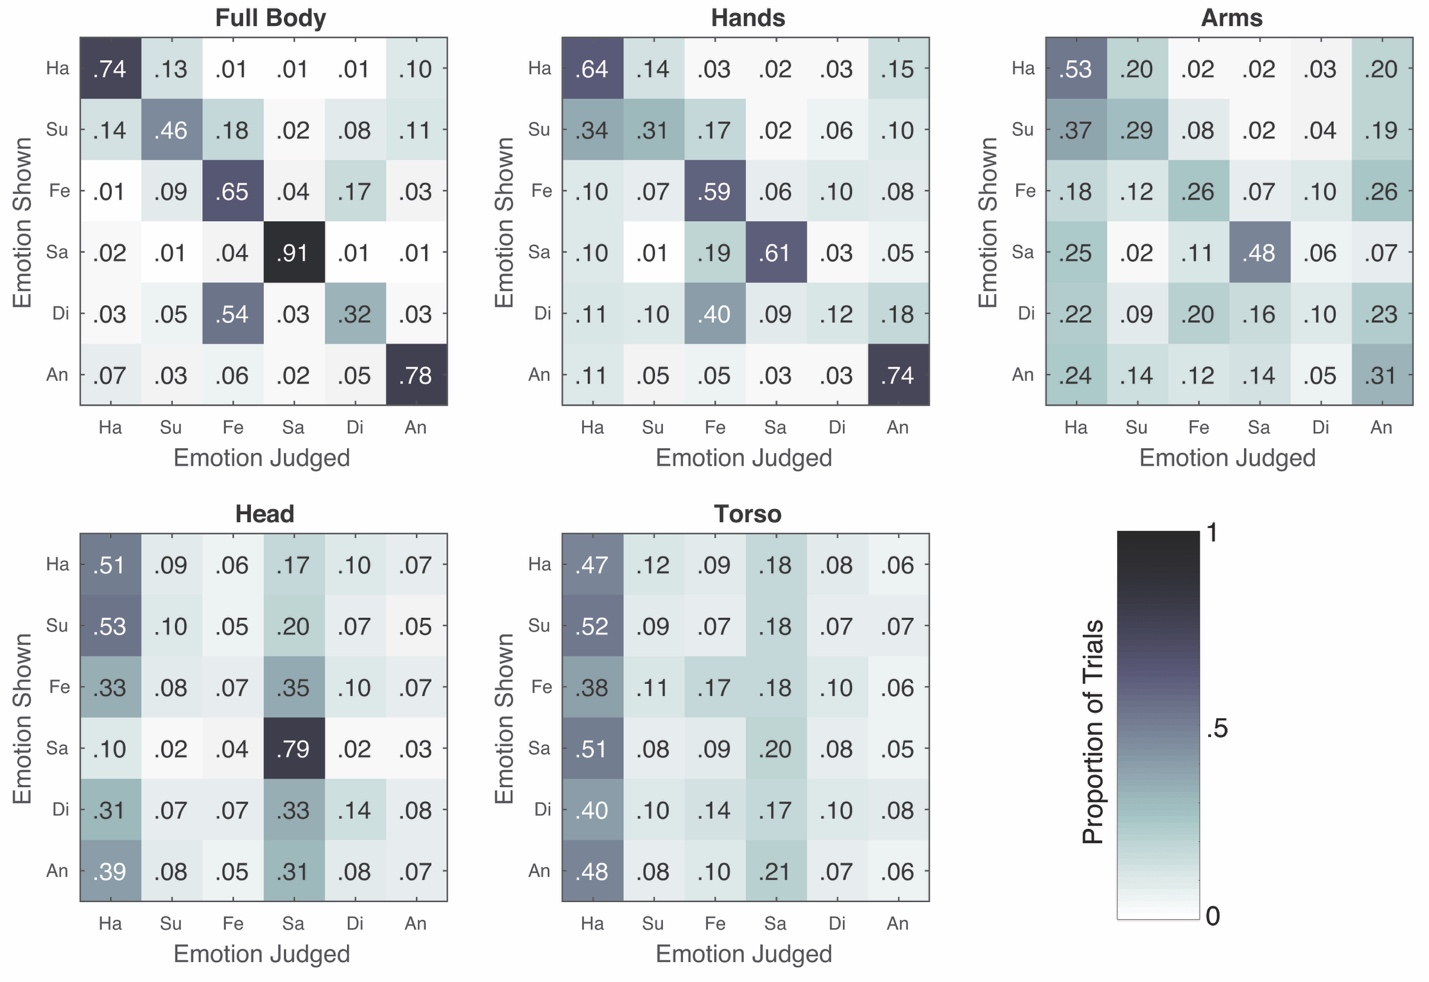 Full Body
Emotion Shown
Ha .74 .13 .01 .01 .01 .10
Su .14 .46 .18 .02 .08 .11
Fe .01 .09 .65 .04 .17 .03
Sa .02 .01 .04 .91 .01 .01
Di .03 .05 .54 .03 .32 .03
An .07 .03 .06 .02 .05 .78
Ha Su Fe Sa Di An
Emotion Judged
Hands
Emotion Shown
Ha .64 .14 .03 .02 .03 .15
Su .34 .31 .17 .02 .06 .10
Fe .10 .07 .59 .06 .10 .08
Sa .10 .01 .19 .61 .03 .05
Di .11 .10 .40 .09 .12 .18
An .11 .05 .05 .03 .03 .74
Ha Su Fe Sa Di An
Emotion Judged
Arms
Emotion Shown
Ha .53 .20 .02 .02 .03 .20
Su .37 .29 .08 .02 .04 .19
Fe .18 .12 .26 .07 .10 .26
Sa .25 .02 .11 .48 .06 .07
Di .22 .09 .20 .16 .10 .23
An .24 .14 .12 .14 .05 .31
Ha Su Fe Sa Di An
Emotion Judged
Head
Emotion Shown
Ha .51 .09 .06 .17 .10 .07
Su .53 .10 .05 .20 .07 .05
Fe .33 .08 .07 .35 .10 .07
Sa .10 .02 .04 .79 .02 .03
Di .31 .07 .07 .33 .14 .08
An .39 .08 .05 .31 .08 .07
Ha Su Fe Sa Di An
Emotion Judged
Torso
Emotion Shown
Ha .47 .12 .09 .18 .08 .06
Su .52 .09 .07 .18 .07 .07
Fe .38 .11 .17 .18 .10 .06
Sa .51 .08 .09 .20 .08 .05
Di .40 .10 .14 .17 .10 .08
An .48 .08 .10 .21 .07 .06
Ha Su Fe Sa Di An
Emotion Judged
Proportion of Trials
1
.5
0